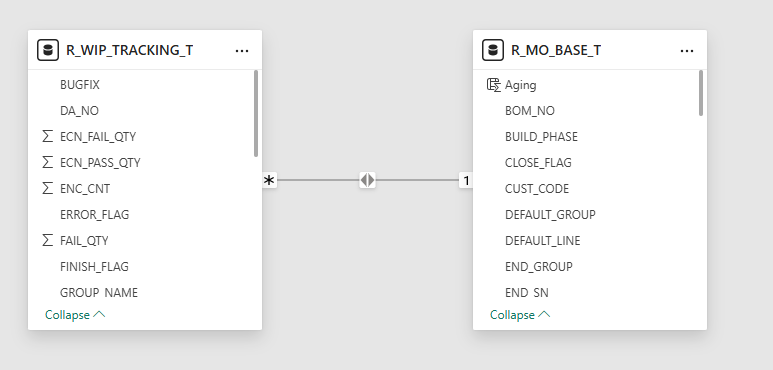 R_WIP_TRACKING_T ...
BUGFIX
DA_NO
Σ ECN_FAIL_QTY
Σ ECN_PASS_QTY
Σ ENC_CNT
ERROR_FLAG
Σ FAIL_QTY
FINISH_FLAG
GROUP_NAME
Collapse
* 1
R_MO_BASE_T ...
Aging
BOM_NO
BUILD_PHASE
CLOSE_FLAG
CUST_CODE
DEFAULT_GROUP
DEFAULT_LINE
END_GROUP
END_SN
Collapse